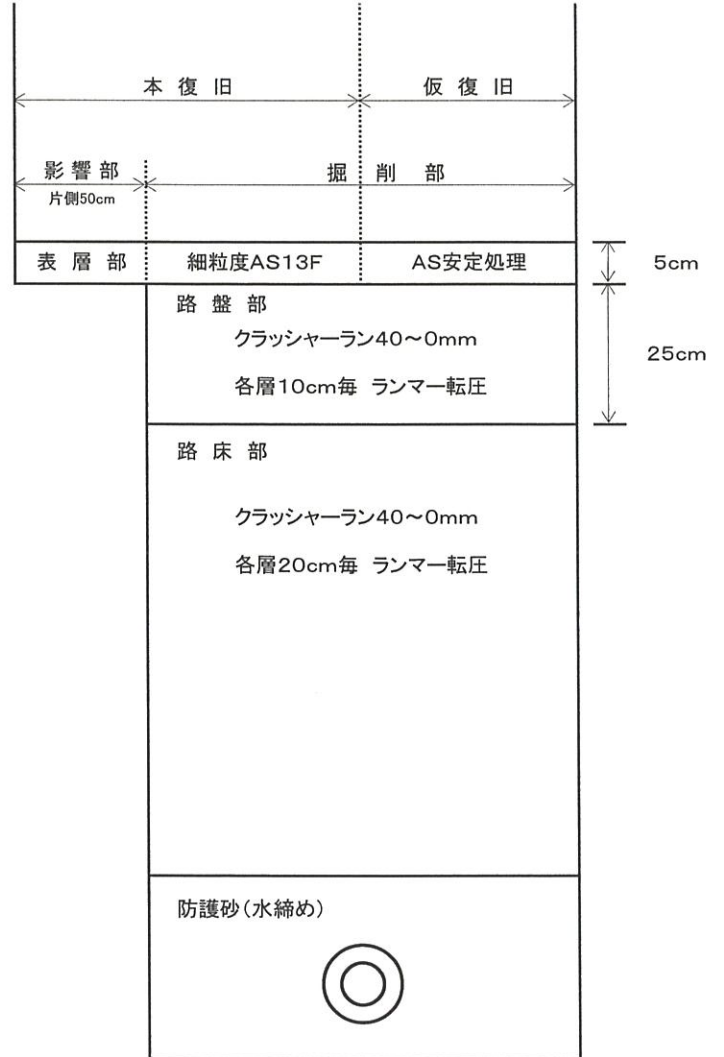 本復旧 仮復旧
影響部 掘削部
片側50cm
表層部 細粒度AS13F AS安定処理 5cm
路盤部
クラッシャーラン40～0mm
25cm
各層10cm毎 ランマー転圧
路床部
クラッシャーラン40～0mm
各層20cm毎 ランマー転圧
防護砂(水締め)